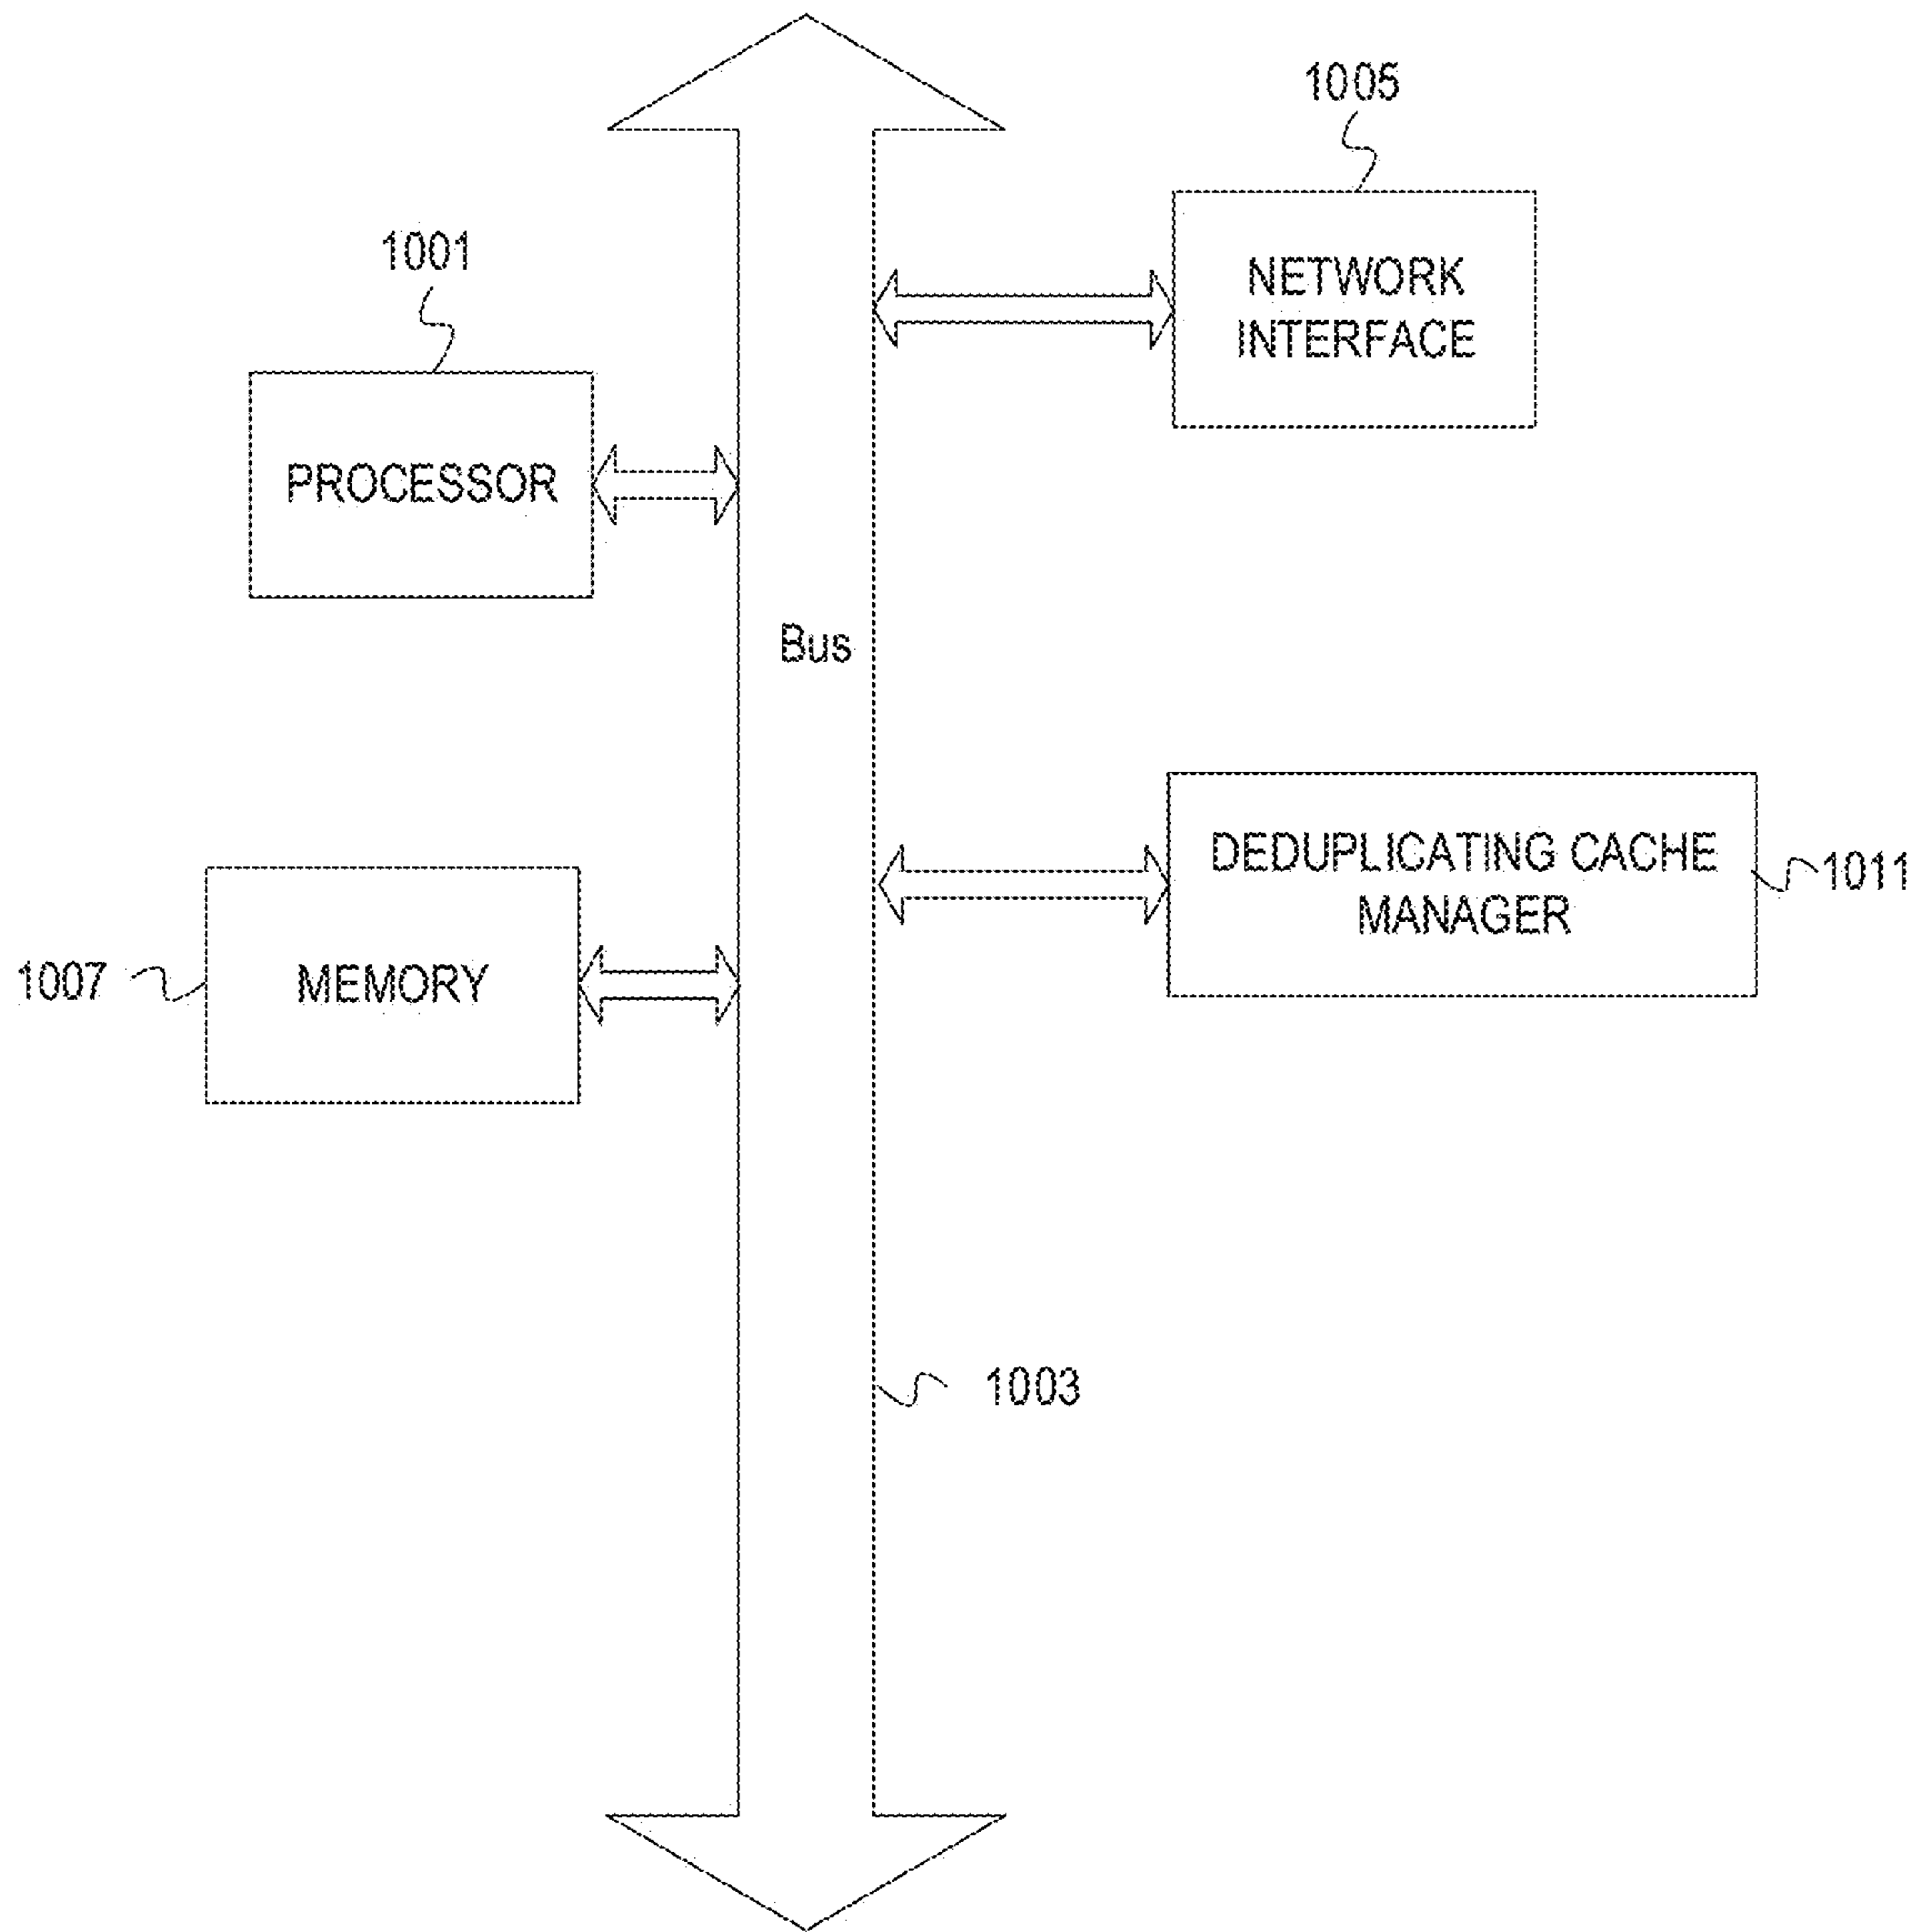 1005
NETWORK
INTERFACE
1001
PROCESSOR
Bus
DEDUPLICATING CACHE
MANAGER
1011
1007
MEMORY
1003